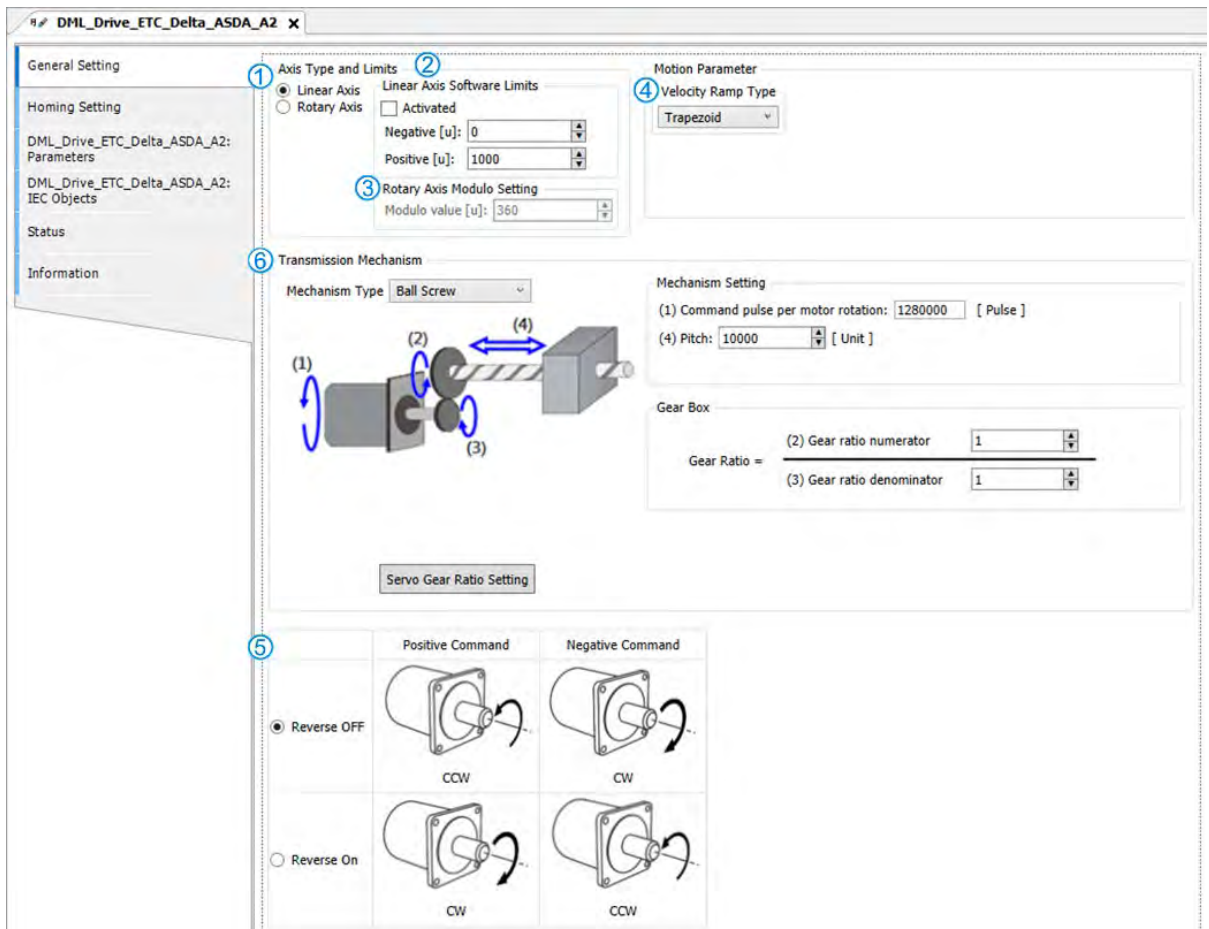 DML_Drive_ETC_Delta_ASDA_A2 X
General Setting
Homing Setting
DML_Drive_ETC_Delta_ASDA_A2:
Parameters
DML_Drive_ETC_Delta_ASDA_A2:
IEC Objects
Status
Information
① Axis Type and Limits
Linear Axis
Rotary Axis
② Linear Axis Software Limits
Activated
Negative [u]: 0
Positive [u]: 1000
③ Rotary Axis Modulo Setting
Modulo value [u]: 360
Motion Parameter
④ Velocity Ramp Type
Trapezoid
⑥ Transmission Mechanism
Mechanism Type Ball Screw
(1)
(2)
(4)
(3)
Servo Gear Ratio Setting
Mechanism Setting
(1) Command pulse per motor rotation: 1280000 [ Pulse ]
(4) Pitch: 10000 [ Unit ]
Gear Box
Gear Ratio =
(2) Gear ratio numerator 1
(3) Gear ratio denominator 1
⑤
Positive Command Negative Command
Reverse OFF
CCW CW
Reverse On
CW CCW